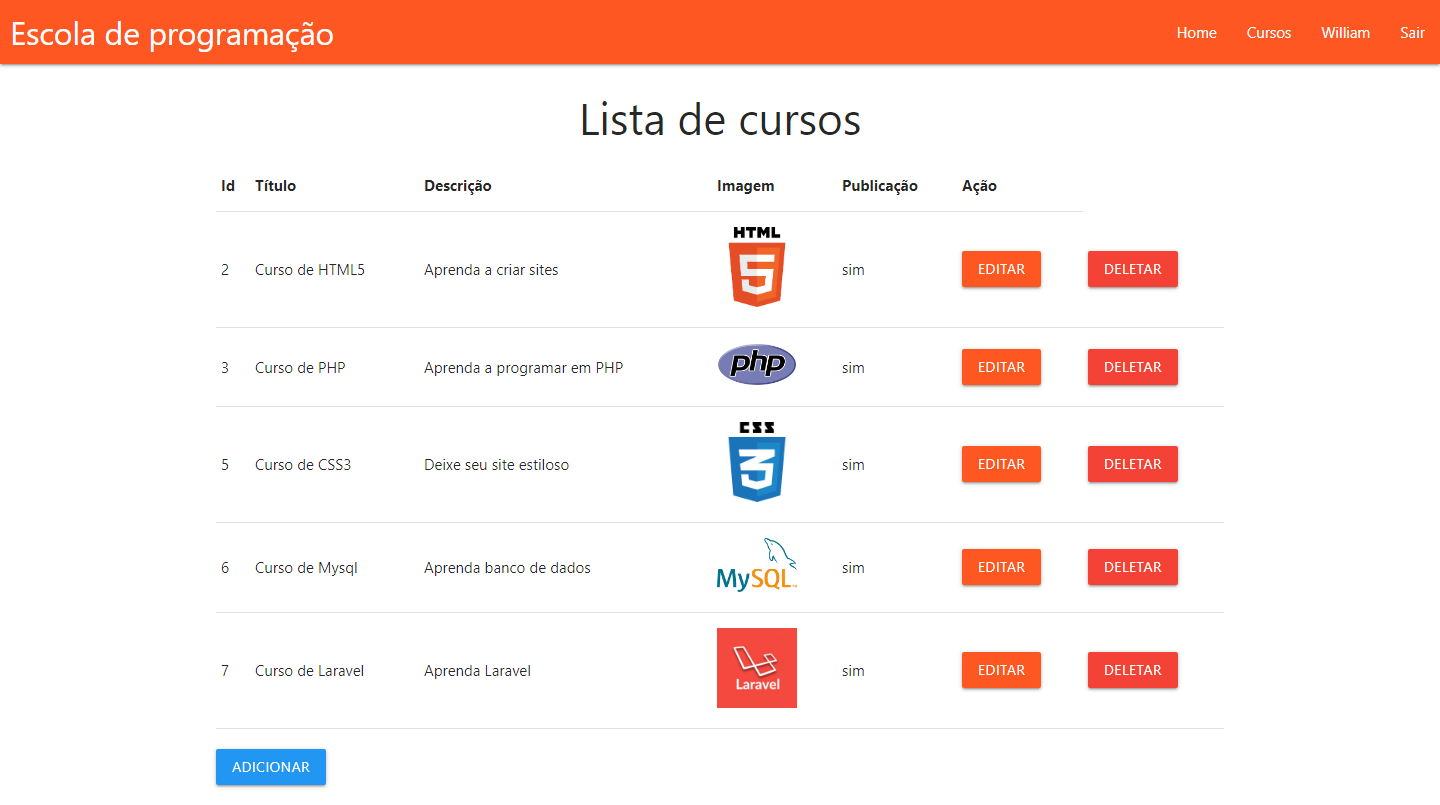 Escola de programação Home Cursos William Sair
Lista de cursos
Id Título Descrição Imagem Publicação Ação
HTML
5
2 Curso de HTML5 Aprenda a criar sites sim EDITAR DELETAR
3 Curso de PHP Aprenda a programar em PHP php sim EDITAR DELETAR
CSS
3
5 Curso de CSS3 Deixe seu site estiloso sim EDITAR DELETAR
6 Curso de Mysql Aprenda banco de dados MySQL sim EDITAR DELETAR
7 Curso de Laravel Aprenda Laravel Laravel sim EDITAR DELETAR
ADICIONAR